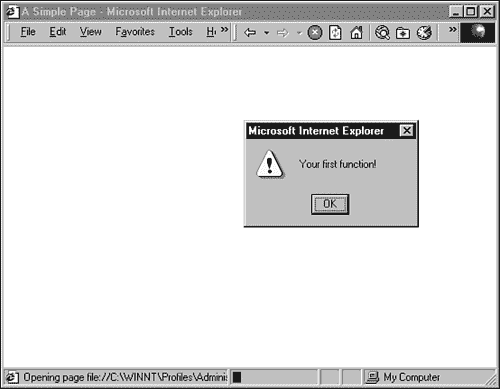 A Simple Page - Microsoft Internet Explorer
File Edit View Favorites Tools »
»
Microsoft Internet Explorer
Your first function!
OK
Opening page file://C:\WINNT\Profiles\Adminis
My Computer